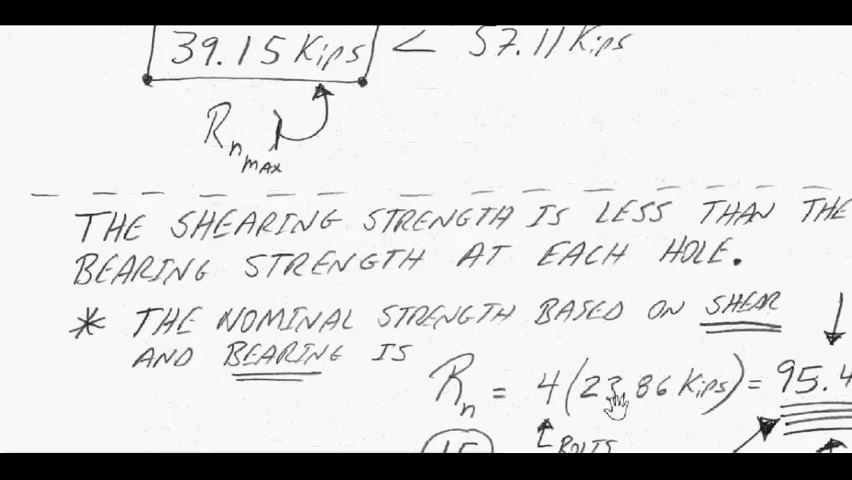 39.15 Kips < 57.11 Kips
Rn MAX
THE SHEARING STRENGTH IS LESS THAN THE
BEARING STRENGTH AT EACH HOLE.
* THE NOMINAL STRENGTH BASED ON SHEAR
AND BEARING IS
Rn = 4(23.86 Kips) = 95.4
BOLTS